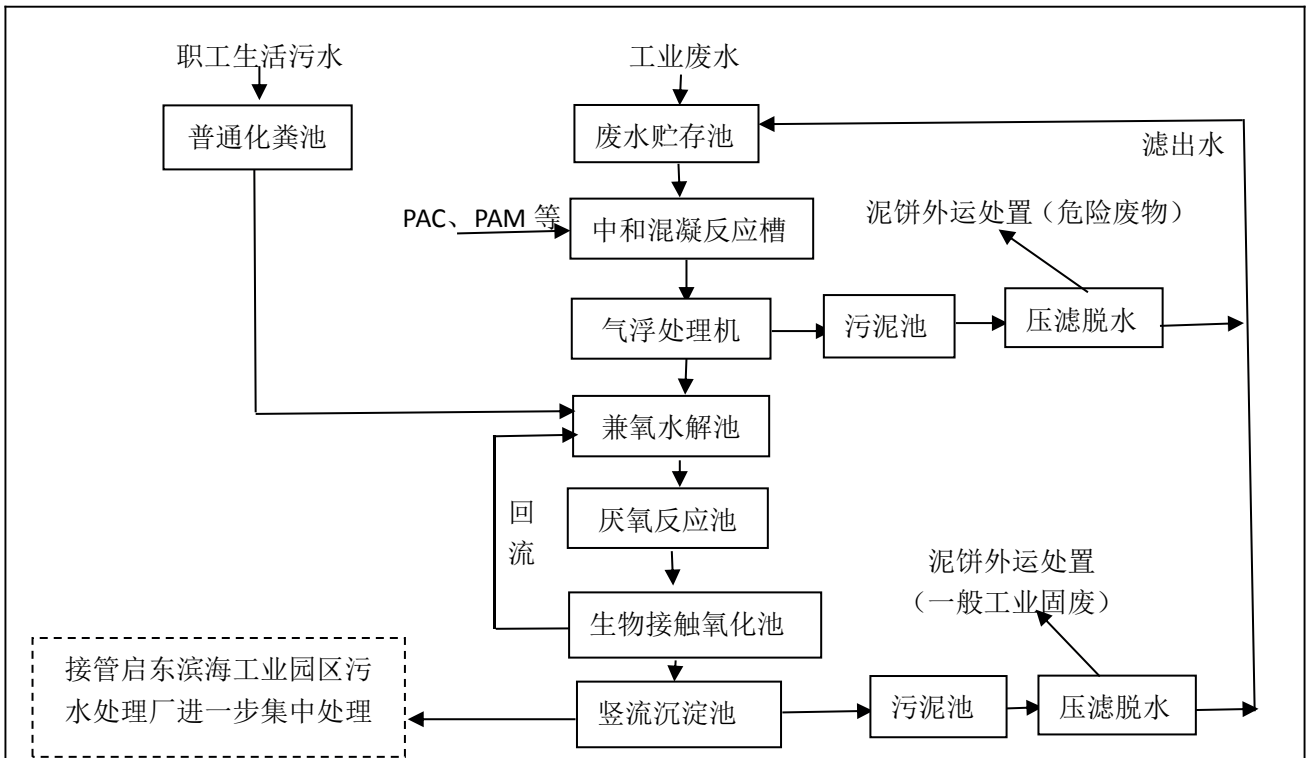 职工生活污水
工业废水
普通化粪池
废水贮存池
滤出水
PAC、PAM 等
中和混凝反应槽
泥饼外运处置（危险废物）
气浮处理机
污泥池
压滤脱水
兼氧水解池
回
流
厌氧反应池
泥饼外运处置
（一般工业固废）
生物接触氧化池
接管启东滨海工业园区污
水处理厂进一步集中处理
竖流沉淀池
污泥池
压滤脱水